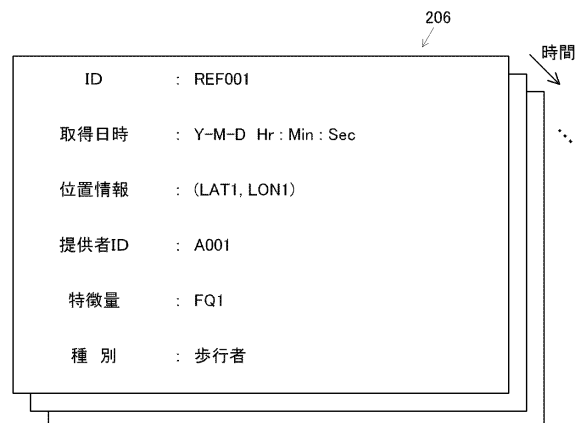 206
時間
ID : REF001
取得日時 : Y-M-D Hr : Min : Sec
位置情報 : (LAT1, LON1)
提供者ID : A001
特徴量 : FQ1
種 別 : 歩行者